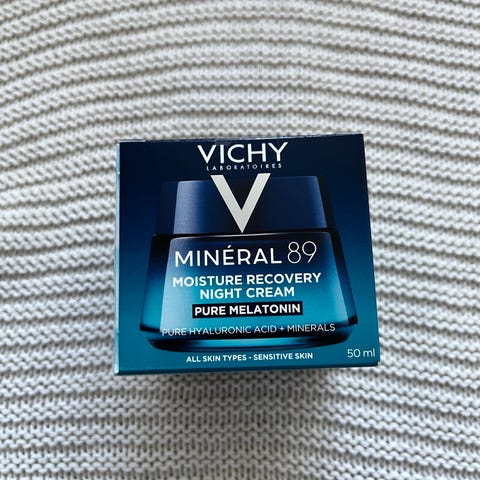 VICHY
LABORATOIRES
MINÉRAL 89
MOISTURE RECOVERY
NIGHT CREAM
PURE MELATONIN
PURE HYALURONIC ACID + MINERALS
ALL SKIN TYPES - SENSITIVE SKIN
50 ml